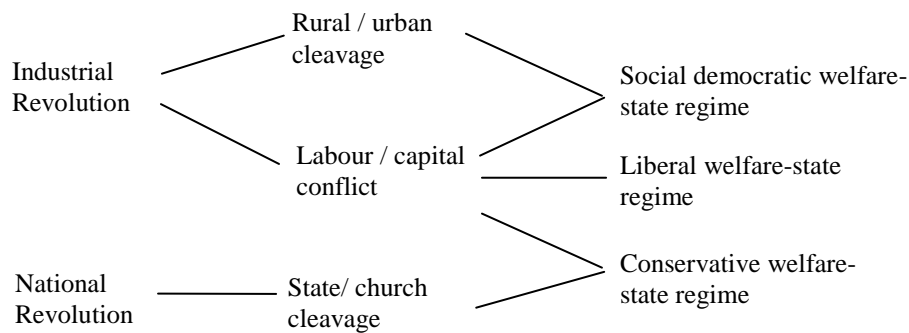 Rural / urban
cleavage
Industrial
Revolution
Social democratic welfare-
state regime
Labour / capital
conflict
Liberal welfare-state
regime
National
Revolution
State/ church
cleavage
Conservative welfare-
state regime